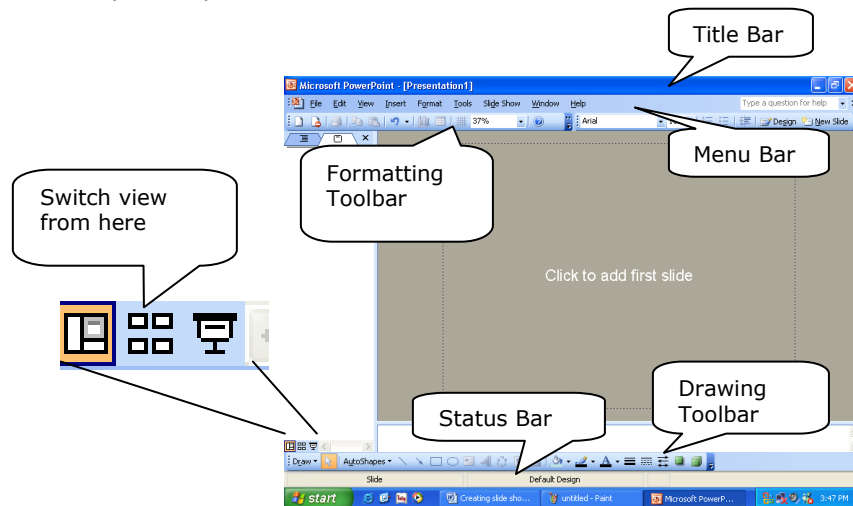 Title Bar
Microsoft PowerPoint - [Presentation1]
File Edit View Insert Format Tools Slide Show Window Help
Type a question for help
37%
Arial
Design New Slide
Menu Bar
Formatting
Toolbar
Switch view
from here
Click to add first slide
Drawing
Toolbar
Status Bar
Draw AutoShapes
Slide Default Design
start
Creating slide sho...
untitled - Paint
Microsoft PowerP...
3:47 PM